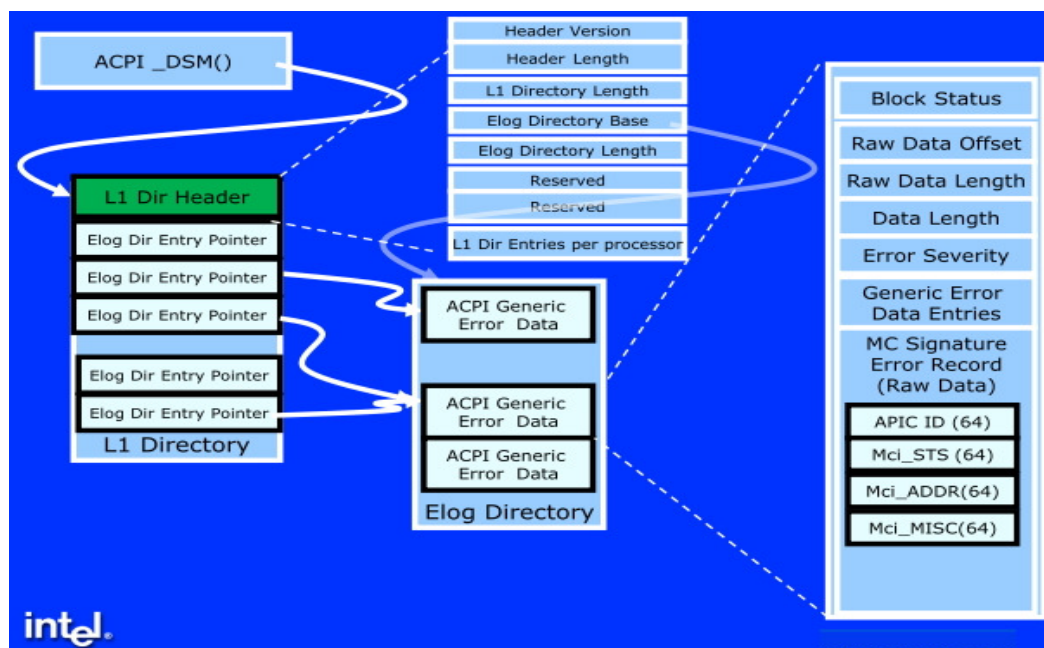 ACPI _DSM()
L1 Dir Header
Elog Dir Entry Pointer
Elog Dir Entry Pointer
Elog Dir Entry Pointer
Elog Dir Entry Pointer
Elog Dir Entry Pointer
L1 Directory
Header Version
Header Length
L1 Directory Length
Elog Directory Base
Elog Directory Length
Reserved
Reserved
L1 Dir Entries per processor
ACPI Generic
Error Data
ACPI Generic
Error Data
ACPI Generic
Error Data
Elog Directory
Block Status
Raw Data Offset
Raw Data Length
Data Length
Error Severity
Generic Error
Data Entries
MC Signature
Error Record
(Raw Data)
APIC ID (64)
Mci_STS (64)
Mci_ADDR(64)
Mci_MISC(64)
intel.